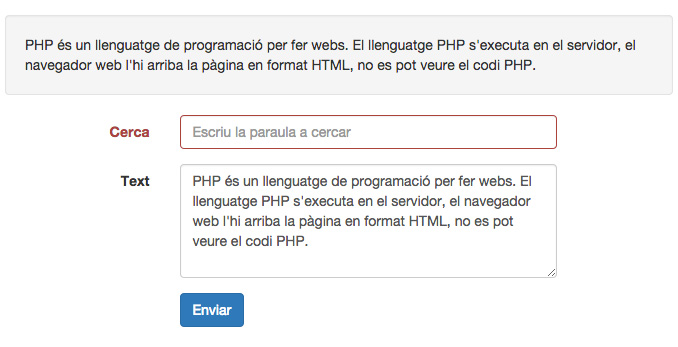 PHP és un llenguatge de programació per fer webs. El llenguatge PHP s'executa en el servidor, el
navegador web l'hi arriba la pàgina en format HTML, no es pot veure el codi PHP.
Cerca
Escriu la paraula a cercar
Text
PHP és un llenguatge de programació per fer webs. El
llenguatge PHP s'executa en el servidor, el navegador
web l'hi arriba la pàgina en format HTML, no es pot
veure el codi PHP.
Enviar